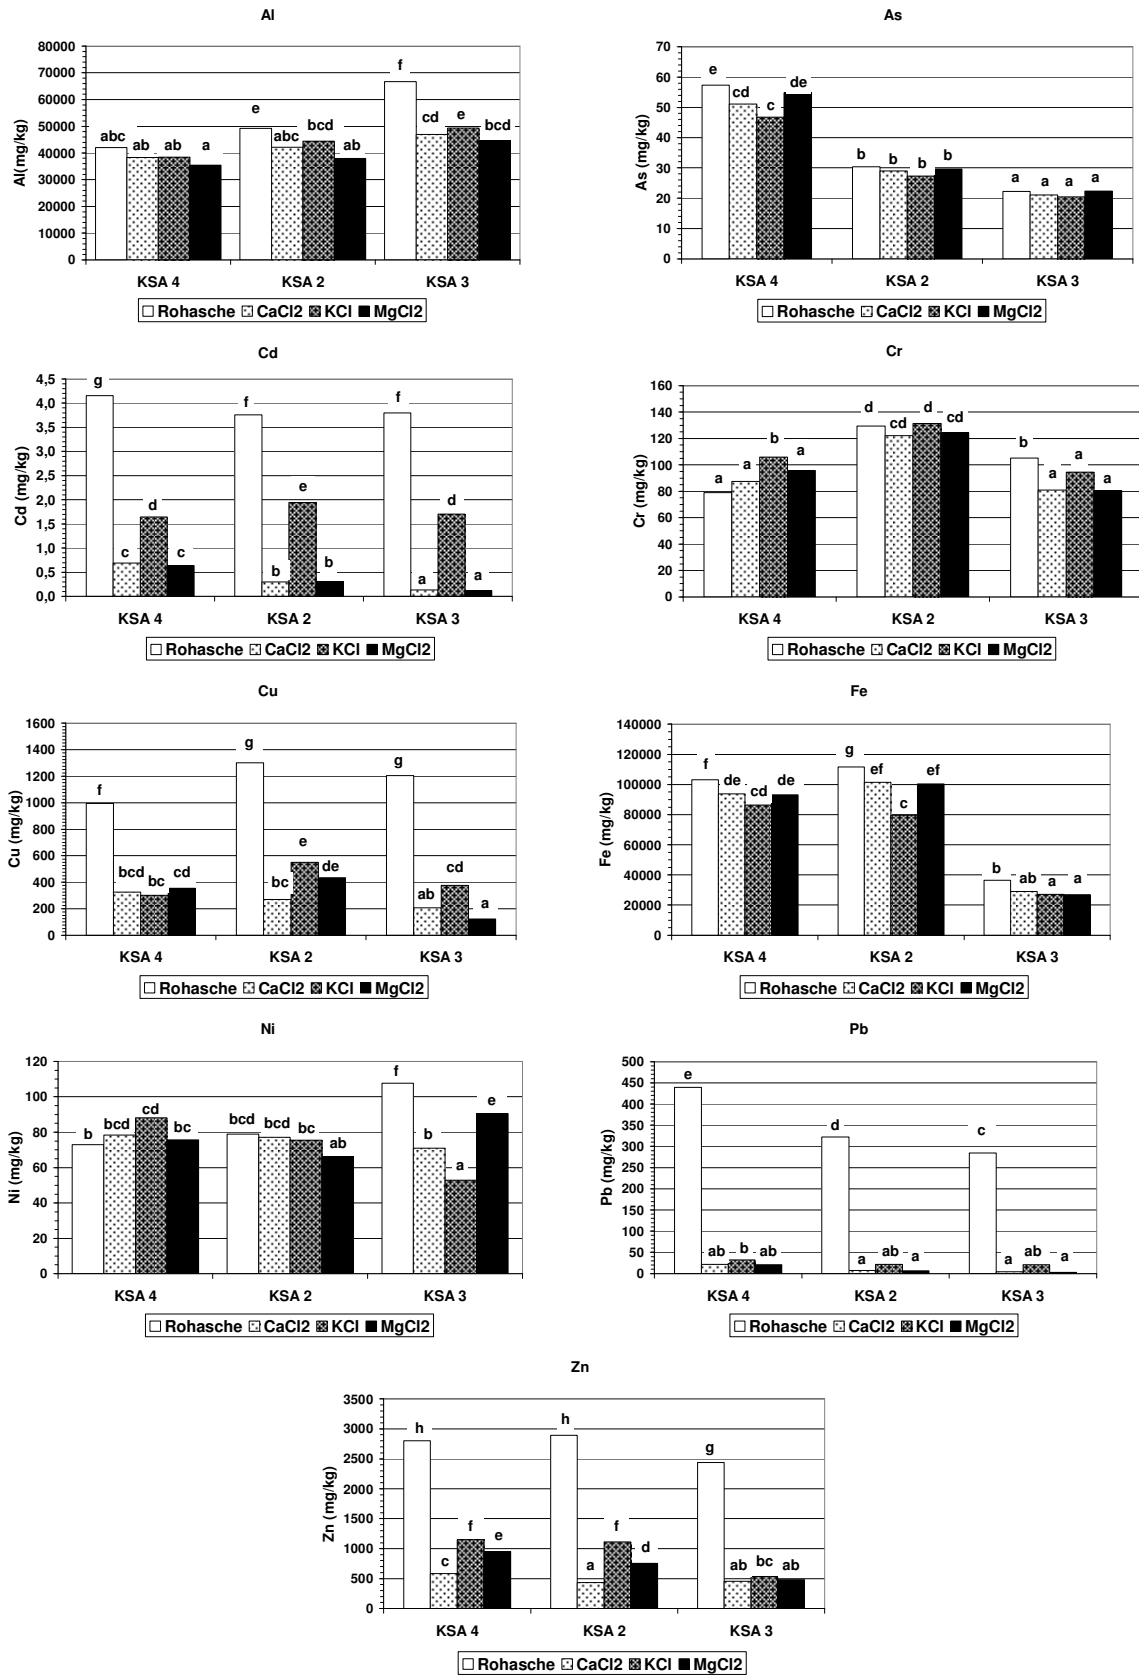 Al
Al(mg/kg)
80000
70000
60000
50000
40000
30000
20000
10000
0
abc ab ab a
e abc bcd ab
f cd e bcd
KSA 4 KSA 2 KSA 3
Rohasche CaCl2 KCl MgCl2
As
As (mg/kg)
70
60
50
40
30
20
10
0
e cd c de
b b b b
a a a a
KSA 4 KSA 2 KSA 3
Rohasche CaCl2 KCl MgCl2
Cd
Cd (mg/kg)
4,5
4,0
3,5
3,0
2,5
2,0
1,5
1,0
0,5
0,0
g c d c
f b e b
f a d a
KSA 4 KSA 2 KSA 3
Rohasche CaCl2 KCl MgCl2
Cr
Cr (mg/kg)
160
140
120
100
80
60
40
20
0
a a b a
d cd d cd
b a a a
KSA 4 KSA 2 KSA 3
Rohasche CaCl2 KCl MgCl2
Cu
Cu (mg/kg)
1600
1400
1200
1000
800
600
400
200
0
f bcd bc cd
g bc e de
g ab cd a
KSA 4 KSA 2 KSA 3
Rohasche CaCl2 KCl MgCl2
Fe
Fe (mg/kg)
140000
120000
100000
80000
60000
40000
20000
0
f de cd de
g ef c ef
b ab a a
KSA 4 KSA 2 KSA 3
Rohasche CaCl2 KCl MgCl2
Ni
Ni (mg/kg)
120
100
80
60
40
20
0
b bcd cd bc
bcd bcd bc ab
f b a e
KSA 4 KSA 2 KSA 3
Rohasche CaCl2 KCl MgCl2
Pb
Pb (mg/kg)
500
450
400
350
300
250
200
150
100
50
0
e ab b ab
d a ab a
c a ab a
KSA 4 KSA 2 KSA 3
Rohasche CaCl2 KCl MgCl2
Zn
Zn (mg/kg)
3500
3000
2500
2000
1500
1000
500
0
h c f e
h a f d
g ab bc ab
KSA 4 KSA 2 KSA 3
Rohasche CaCl2 KCl MgCl2